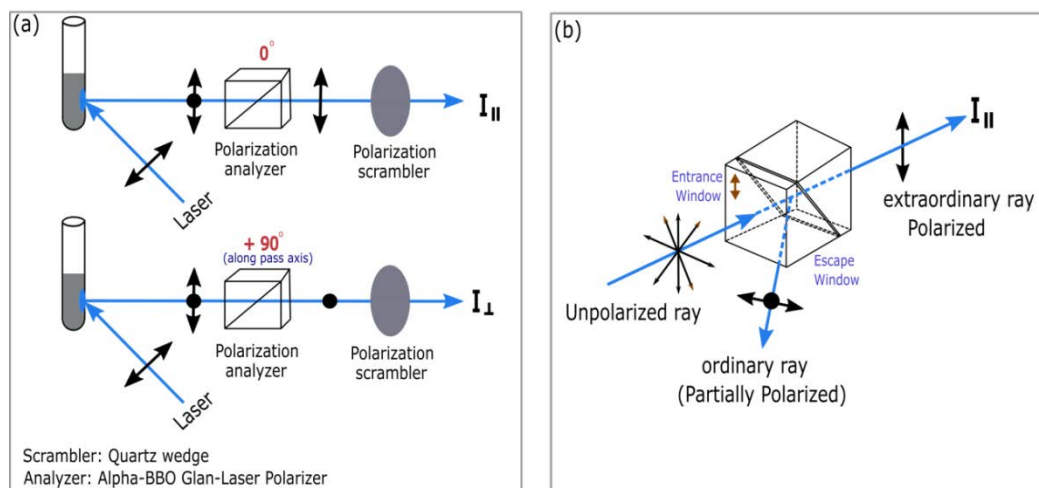 (a)
0°
I||
Polarization
analyzer
Polarization
scrambler
Laser
+ 90°
(along pass axis)
I⊥
Polarization
analyzer
Polarization
scrambler
Laser
Scrambler: Quartz wedge
Analyzer: Alpha-BBO Glan-Laser Polarizer
(b)
I||
Entrance
Window
extraordinary ray
Polarized
Escape
Window
Unpolarized ray
ordinary ray
(Partially Polarized)